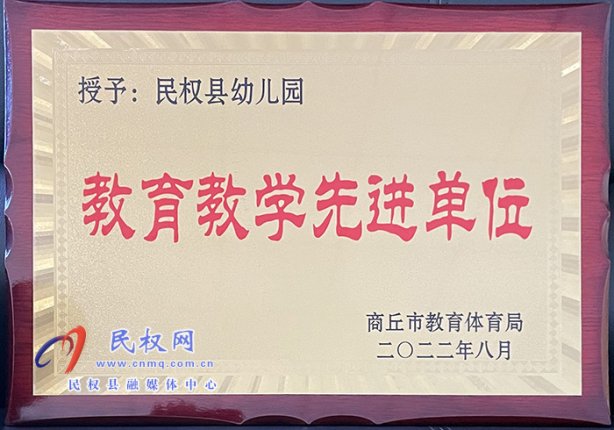 授予：民权县幼儿园
教育教学先进单位
商丘市教育体育局
二〇二二年八月
民权网
www.cnmq.com.cn
民权县融媒体中心